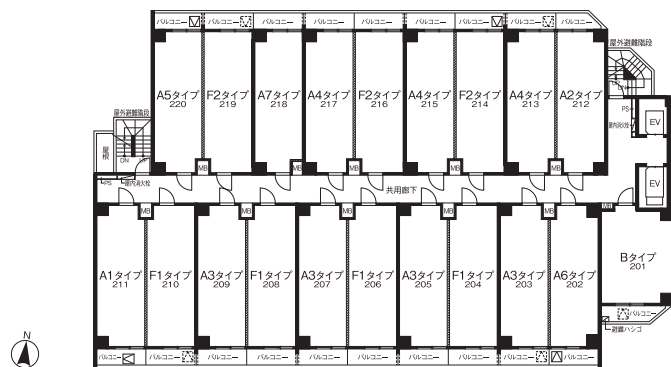 バルコニー バルコニー バルコニー バルコニー バルコニー バルコニー バルコニー バルコニー バルコニー
屋外避難階段
A5タイプ 220
F2タイプ 219
A7タイプ 218
A4タイプ 217
F2タイプ 216
A4タイプ 215
F2タイプ 214
A4タイプ 213
A2タイプ 212
UP
DN
PS
屋内消火栓
EV
EV
屋外避難階段
屋根
DN UP
PS
屋内消火栓
MB MB MB MB MB
共用廊下
MB MB MB MB MB MB
A1タイプ 211
F1タイプ 210
A3タイプ 209
F1タイプ 208
A3タイプ 207
F1タイプ 206
A3タイプ 205
F1タイプ 204
A3タイプ 203
A6タイプ 202
Bタイプ 201
バルコニー
避難ハシゴ
バルコニー バルコニー バルコニー バルコニー バルコニー バルコニー バルコニー バルコニー バルコニー バルコニー
N